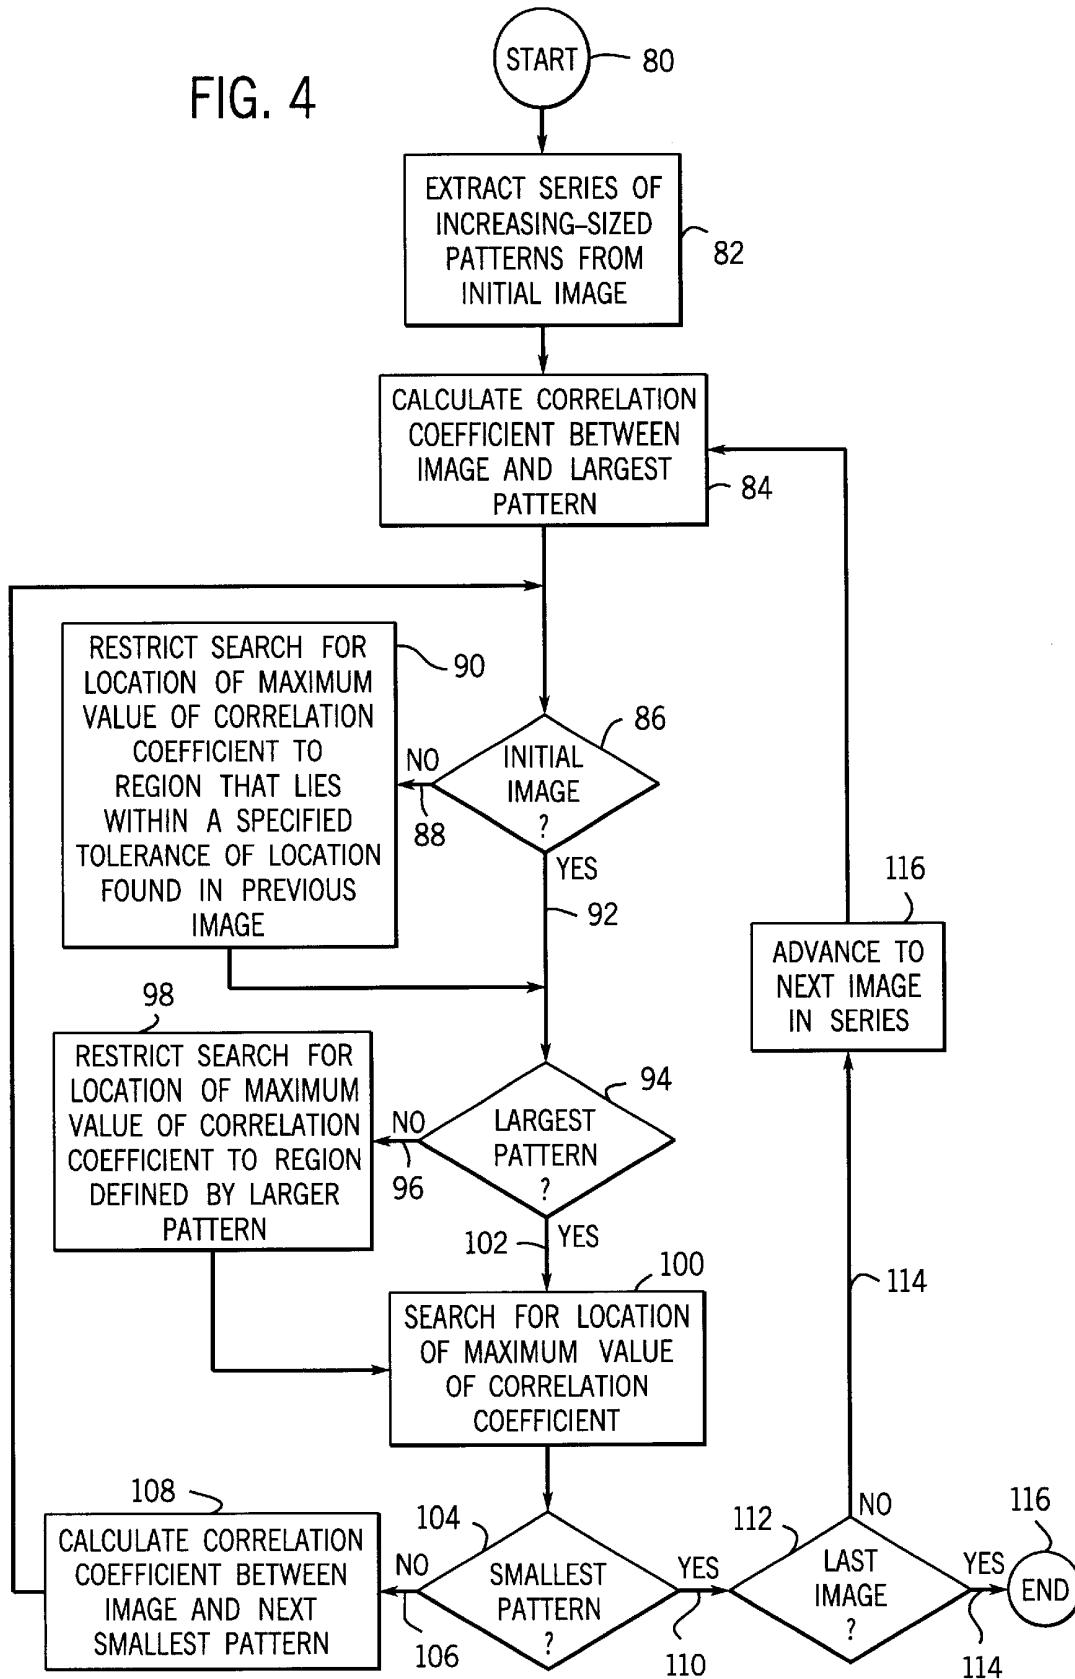 FIG. 4
START
80
EXTRACT SERIES OF
INCREASING-SIZED
PATTERNS FROM
INITIAL IMAGE
82
CALCULATE CORRELATION
COEFFICIENT BETWEEN
IMAGE AND LARGEST
PATTERN
84
RESTRICT SEARCH FOR
LOCATION OF MAXIMUM
VALUE OF CORRELATION
COEFFICIENT TO
REGION THAT LIES
WITHIN A SPECIFIED
TOLERANCE OF LOCATION
FOUND IN PREVIOUS
IMAGE
90
86
INITIAL
IMAGE
?
NO
88
YES
92
116
ADVANCE TO
NEXT IMAGE
IN SERIES
98
RESTRICT SEARCH FOR
LOCATION OF MAXIMUM
VALUE OF CORRELATION
COEFFICIENT TO REGION
DEFINED BY LARGER
PATTERN
94
LARGEST
PATTERN
?
NO
96
102
YES
100
SEARCH FOR LOCATION
OF MAXIMUM VALUE
OF CORRELATION
COEFFICIENT
114
108
CALCULATE CORRELATION
COEFFICIENT BETWEEN
IMAGE AND NEXT
SMALLEST PATTERN
104
SMALLEST
PATTERN
?
NO
106
YES
110
112
LAST
IMAGE
?
NO
YES
114
116
END